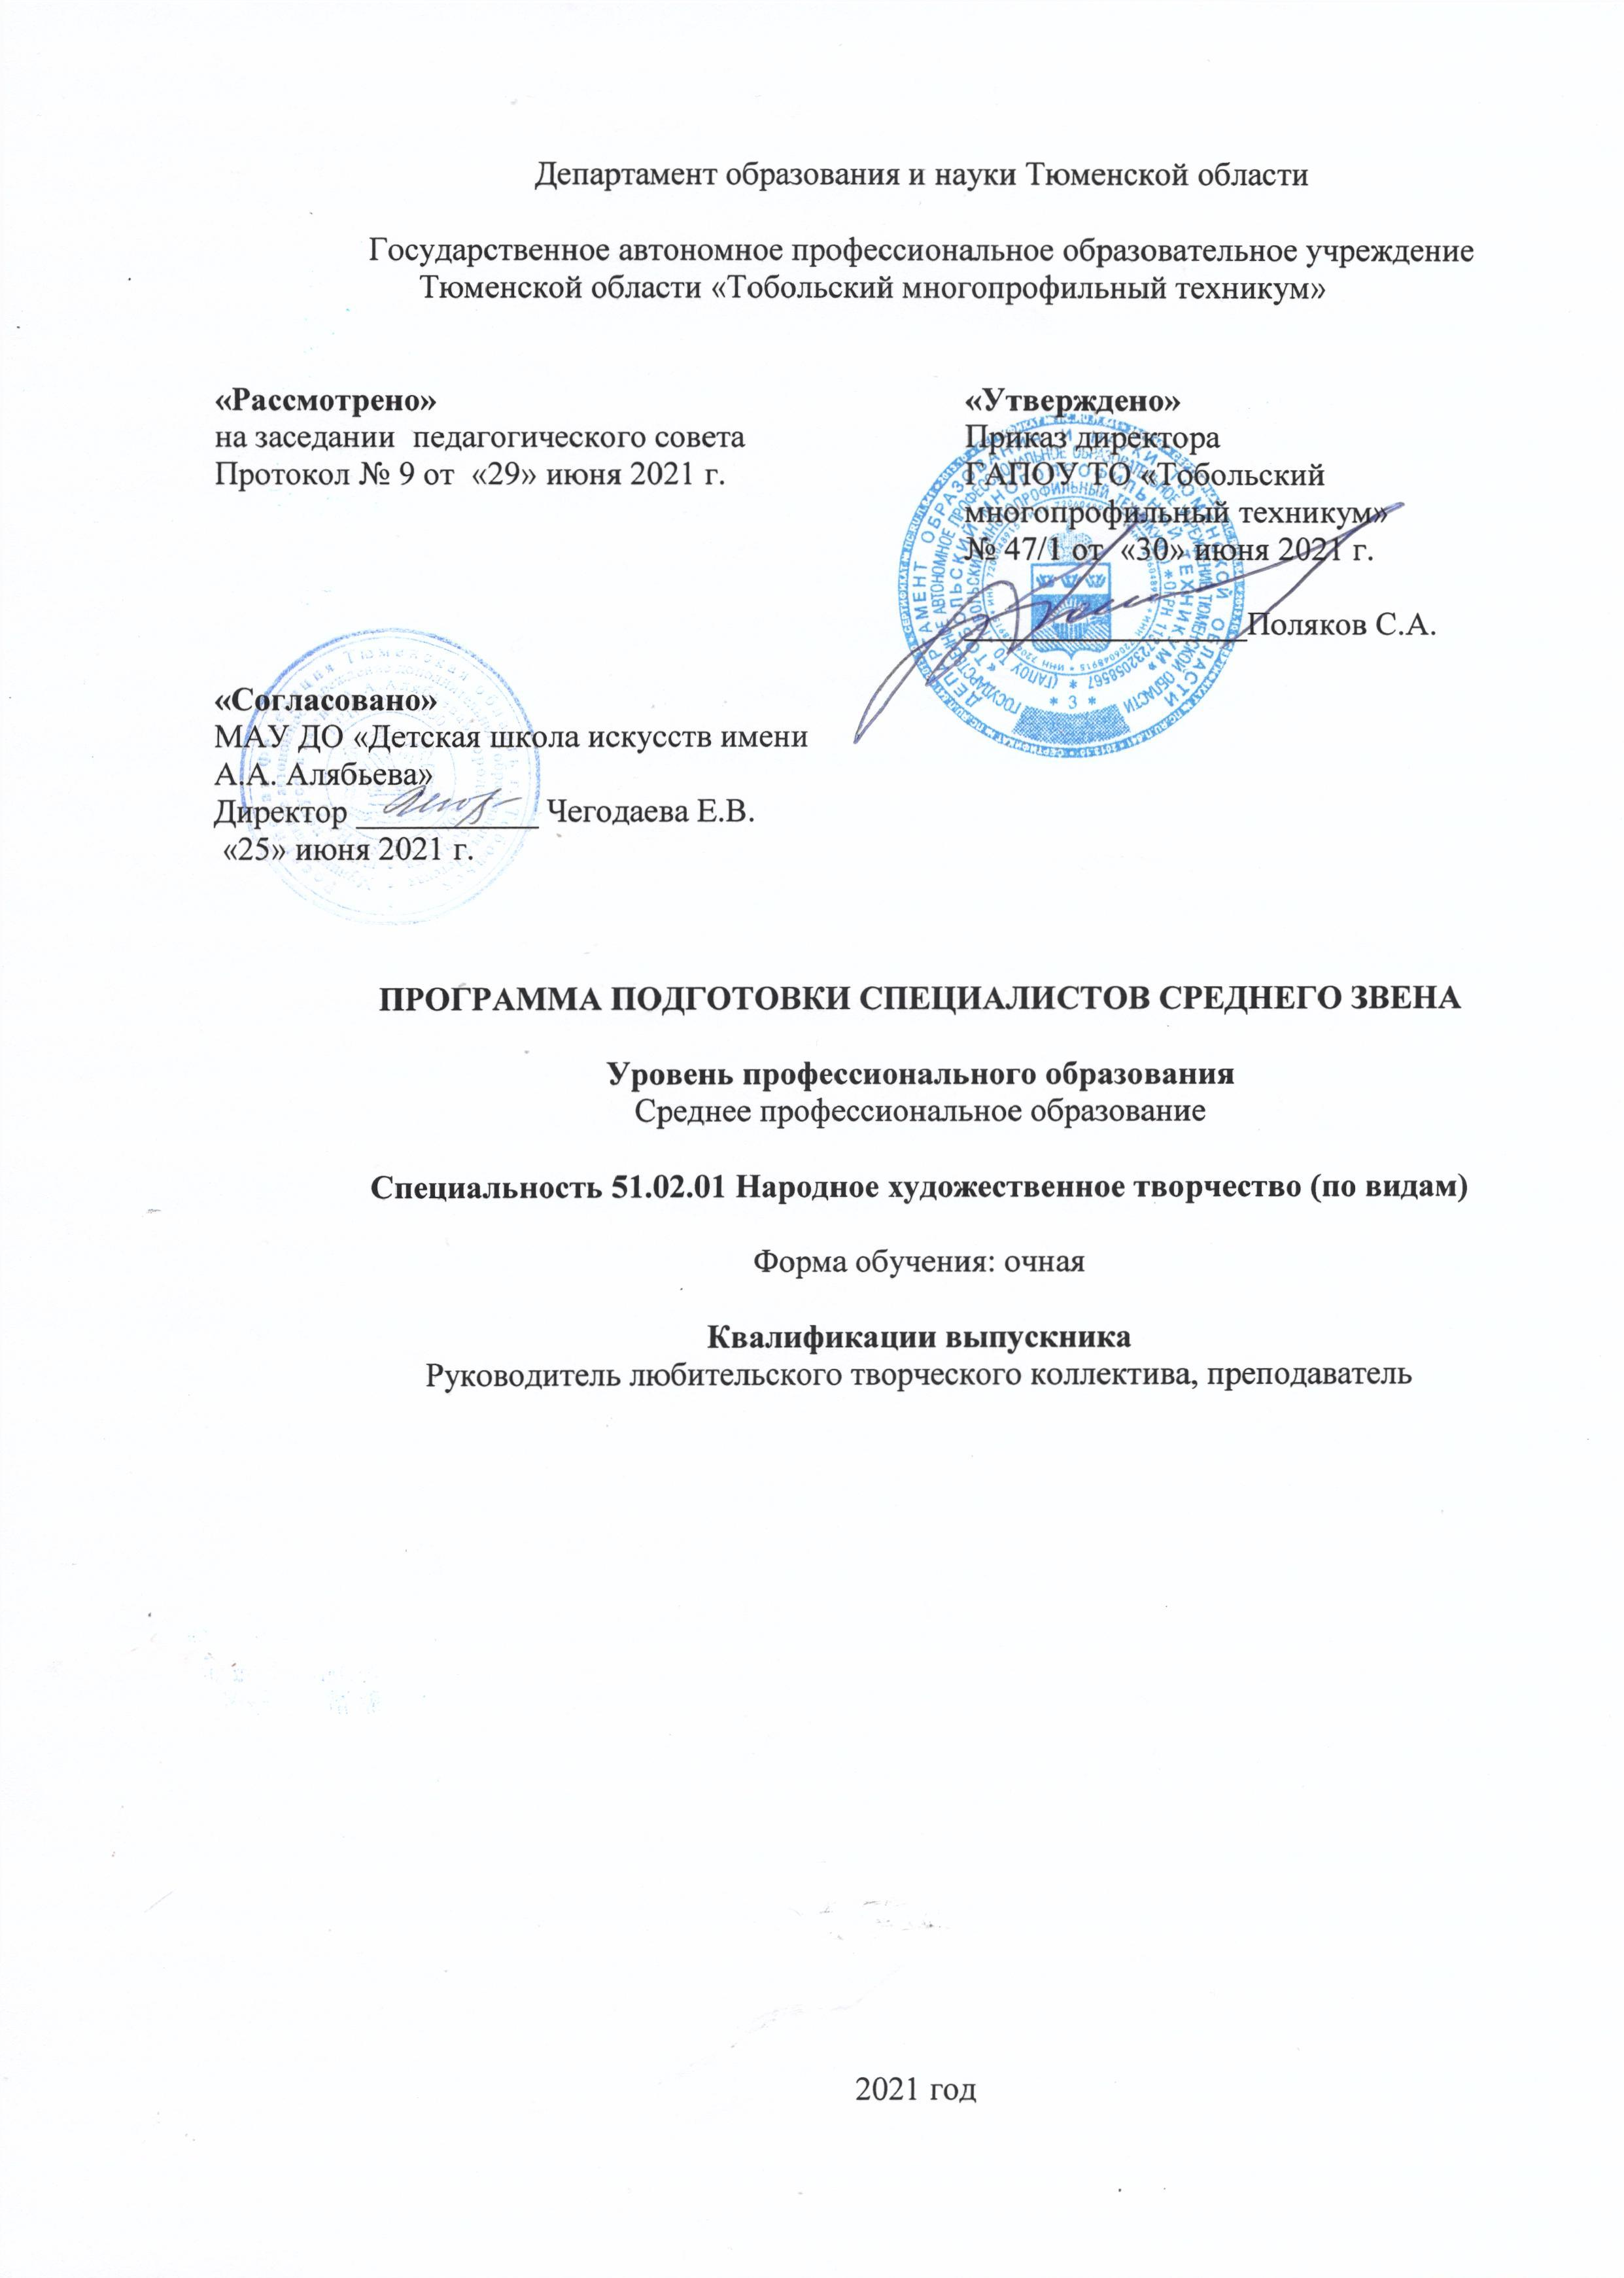 Департамент образования и науки Тюменской области
Государственное автономное профессиональное образовательное учреждение
Тюменской области «Тобольский многопрофильный техникум»
«Рассмотрено»
на заседании педагогического совета
Протокол № 9 от «29» июня 2021 г.
«Утверждено»
Приказ директора
ГАПОУ ТО «Тобольский
многопрофильный техникум»
№ 47/1 от «30» июня 2021 г.
Поляков С.А.
«Согласовано»
МАУ ДО «Детская школа искусств имени
А.А. Алябьева»
Директор ___________ Чегодаева Е.В.
«25» июня 2021 г.
ПРОГРАММА ПОДГОТОВКИ СПЕЦИАЛИСТОВ СРЕДНЕГО ЗВЕНА
Уровень профессионального образования
Среднее профессиональное образование
Специальность 51.02.01 Народное художественное творчество (по видам)
Форма обучения: очная
Квалификации выпускника
Руководитель любительского творческого коллектива, преподаватель
2021 год